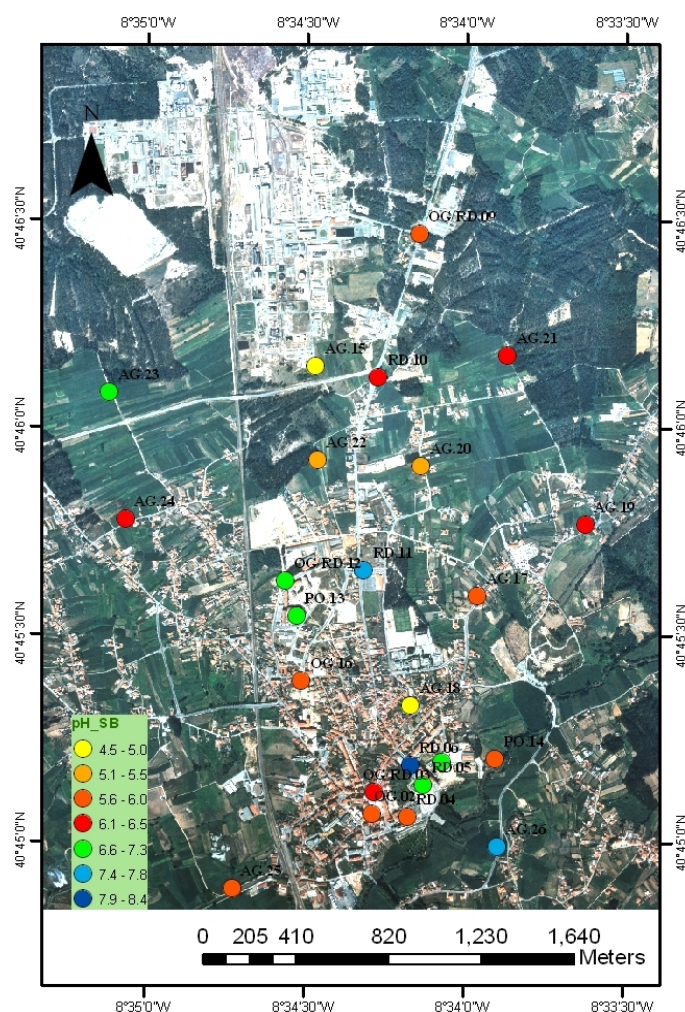 8°35'0"W 8°34'30"W 8°34'0"W 8°33'30"W
N
40°46'30"N 40°46'30"N
OG/RD.09
AG.15
AG.21
RD.10
AG.23
40°46'0"N 40°46'0"N
AG.22
AG.20
AG.24
AG.19
RD.11
OG/RD.12
AG.17
PO.13
40°45'30"N 40°45'30"N
OG.16
AG.18
pH_SB
4.5 - 5.0
5.1 - 5.5
5.6 - 6.0
6.1 - 6.5
6.6 - 7.3
7.4 - 7.8
7.9 - 8.4
RD.06
PO.14
RD.05
OG/RD.03
OG.02
RD.04
AG.26
40°45'0"N 40°45'0"N
AG.25
0 205 410 820 1,230 1,640
Meters
8°35'0"W 8°34'30"W 8°34'0"W 8°33'30"W